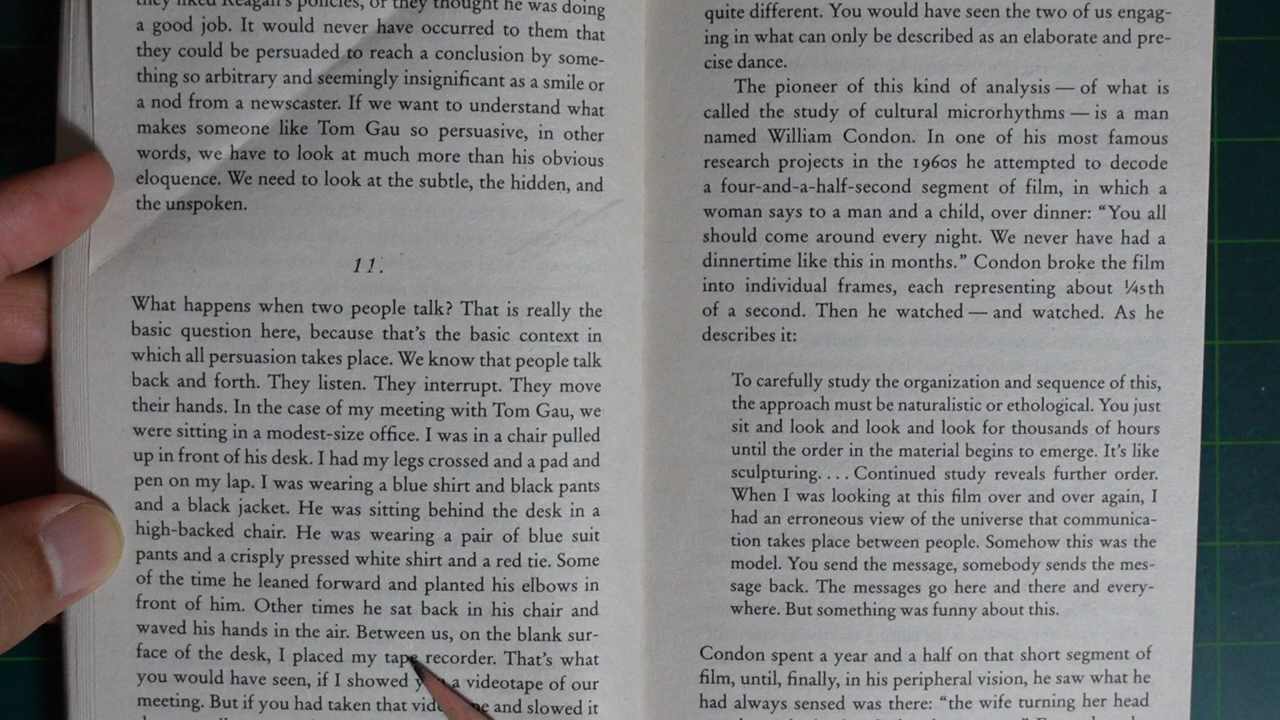 they liked Reagan's policies, or they thought he was doing
a good job. It would never have occurred to them that
they could be persuaded to reach a conclusion by some-
thing so arbitrary and seemingly insignificant as a smile or
a nod from a newscaster. If we want to understand what
makes someone like Tom Gau so persuasive, in other
words, we have to look at much more than his obvious
eloquence. We need to look at the subtle, the hidden, and
the unspoken.
11.
What happens when two people talk? That is really the
basic question here, because that's the basic context in
which all persuasion takes place. We know that people talk
back and forth. They listen. They interrupt. They move
their hands. In the case of my meeting with Tom Gau, we
were sitting in a modest-size office. I was in a chair pulled
up in front of his desk. I had my legs crossed and a pad and
pen on my lap. I was wearing a blue shirt and black pants
and a black jacket. He was sitting behind the desk in a
high-backed chair. He was wearing a pair of blue suit
pants and a crisply pressed white shirt and a red tie. Some
of the time he leaned forward and planted his elbows in
front of him. Other times he sat back in his chair and
waved his hands in the air. Between us, on the blank sur-
face of the desk, I placed my tape recorder. That's what
you would have seen, if I showed a videotape of our
meeting. But if you had taken that and slowed it
quite different. You would have seen the two of us engag-
ing in what can only be described as an elaborate and pre-
cise dance.
The pioneer of this kind of analysis — of what is
called the study of cultural microrhythms — is a man
named William Condon. In one of his most famous
research projects in the 1960s he attempted to decode
a four-and-a-half-second segment of film, in which a
woman says to a man and a child, over dinner: “You all
should come around every night. We never have had a
dinnertime like this in months.” Condon broke the film
into individual frames, each representing about 1/45th
of a second. Then he watched — and watched. As he
describes it:
To carefully study the organization and sequence of this,
the approach must be naturalistic or ethological. You just
sit and look and look and look for thousands of hours
until the order in the material begins to emerge. It's like
sculpturing. . . . Continued study reveals further order.
When I was looking at this film over and over again, I
had an erroneous view of the universe that communica-
tion takes place between people. Somehow this was the
model. You send the message, somebody sends the mes-
sage back. The messages go here and there and every-
where. But something was funny about this.
Condon spent a year and a half on that short segment of
film, until, finally, in his peripheral vision, he saw what he
had always sensed was there: “the wife turning her head